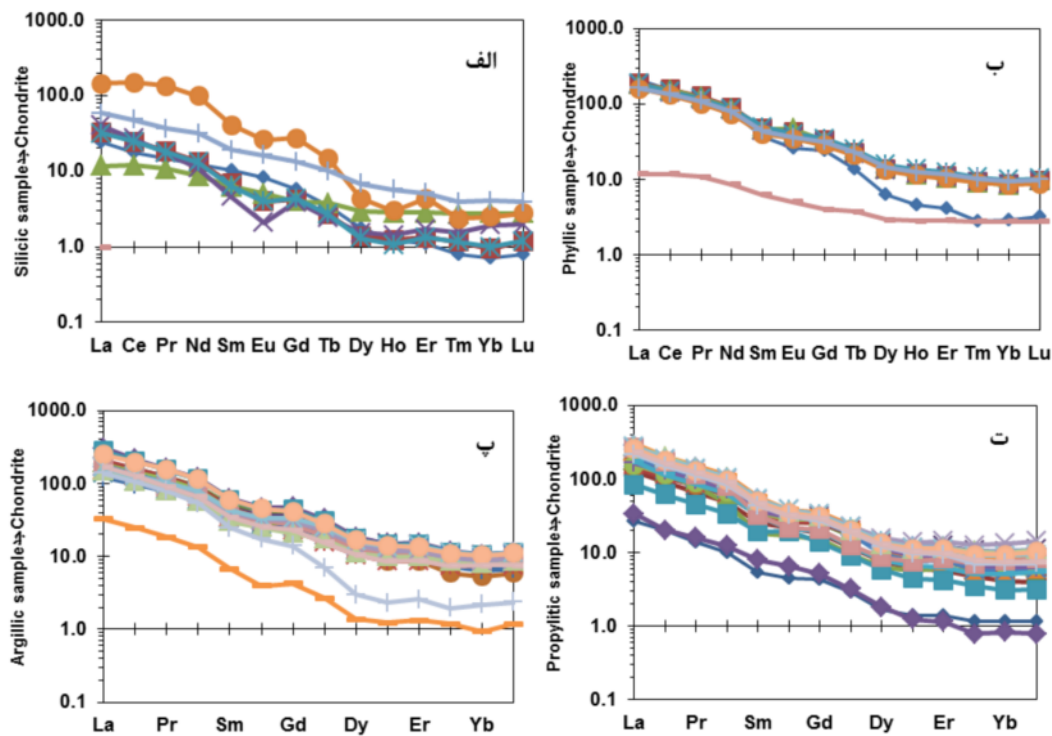 1000.0
100.0
10.0
1.0
0.1
Silicic sample⇌Chondrite
الف
La Ce Pr Nd Sm Eu Gd Tb Dy Ho Er Tm Yb Lu
1000.0
100.0
10.0
1.0
0.1
Phyllic sample⇌Chondrite
ب
La Ce Pr Nd Sm Eu Gd Tb Dy Ho Er Tm Yb Lu
1000.0
100.0
10.0
1.0
0.1
Argillic sample⇌Chondrite
پ
La Pr Sm Gd Dy Er Yb
1000.0
100.0
10.0
1.0
0.1
Propylitic sample⇌Chondrite
ت
La Pr Sm Gd Dy Er Yb